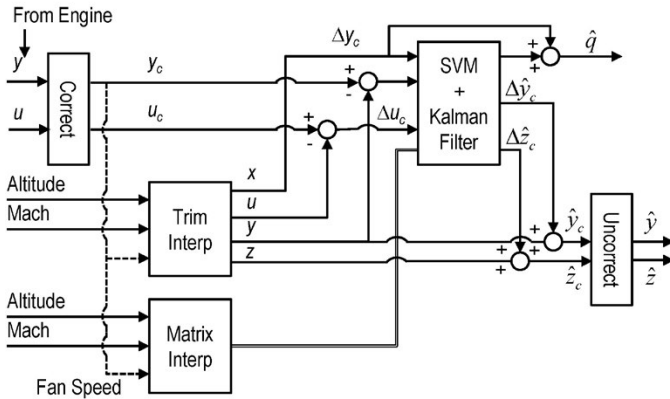 From Engine
y
u
Correct
y_c
u_c
Δy_c
Δu_c
+
-
+
-
SVM
+
Kalman
Filter
+
+
q̂
Δŷ_c
Δẑ_c
Altitude
Mach
Trim
Interp
x
u
y
z
+
+
+
+
ŷ_c
ẑ_c
Uncorrect
ŷ
ẑ
Altitude
Mach
Matrix
Interp
Fan Speed